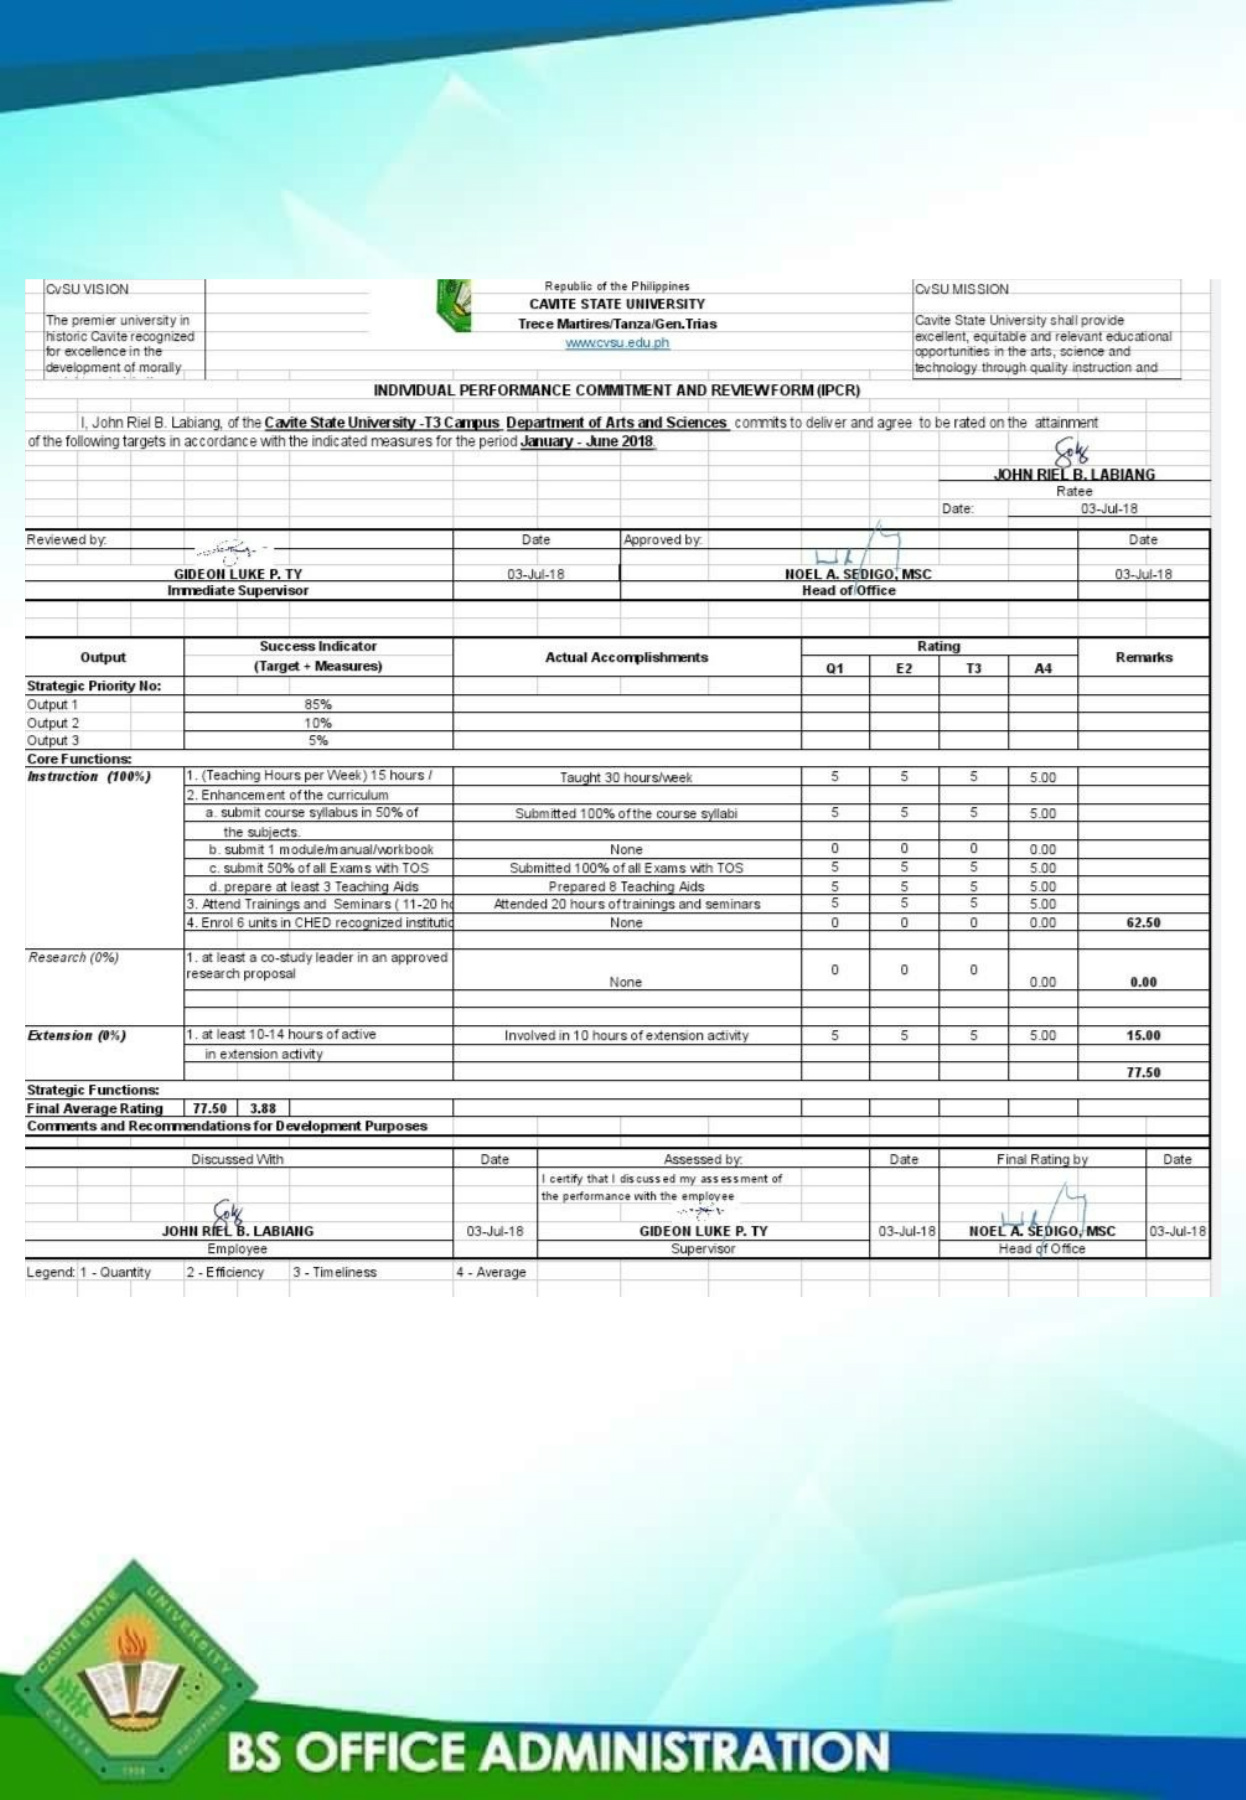 CvSU VISION
The premier university in
historic Cavite recognized
for excellence in the
development of morally
Republic of the Philippines
CAVITE STATE UNIVERSITY
Trece Martires/Tanza/Gen.Trias
www.cvsu.edu.ph
CvSU MISSION
Cavite State University shall provide
excellent, equitable and relevant educational
opportunities in the arts, science and
technology through quality instruction and
INDIVIDUAL PERFORMANCE COMMITMENT AND REVIEW FORM (IPCR)
I, John Riel B. Labiang, of the Cavite State University -T3 Campus Department of Arts and Sciences commits to deliver and agree to be rated on the attainment
of the following targets in accordance with the indicated measures for the period January - June 2018.
JOHN RIEL B. LABIANG
Ratee
Date: 03-Jul-18
Reviewed by: Date Approved by: Date
GIDEON LUKE P. TY 03-Jul-18 NOEL A. SEDIGO, MSC 03-Jul-18
Immediate Supervisor Head of Office
Output Success Indicator (Target + Measures) Actual Accomplishments Rating Remarks
Q1 E2 T3 A4
Strategic Priority No:
Output 1 85%
Output 2 10%
Output 3 5%
Core Functions:
Instruction (100%) 1. (Teaching Hours per Week) 15 hours / Taught 30 hours/week 5 5 5 5.00
2. Enhancement of the curriculum
a. submit course syllabus in 50% of Submitted 100% of the course syllabi 5 5 5 5.00
the subjects.
b. submit 1 module/manual/workbook None 0 0 0 0.00
c. submit 50% of all Exams with TOS Submitted 100% of all Exams with TOS 5 5 5 5.00
d. prepare at least 3 Teaching Aids Prepared 8 Teaching Aids 5 5 5 5.00
3. Attend Trainings and Seminars ( 11-20 ho Attended 20 hours of trainings and seminars 5 5 5 5.00
4. Enrol 6 units in CHED recognized institutio None 0 0 0 0.00 62.50
Research (0%) 1. at least a co-study leader in an approved
research proposal None 0 0 0 0.00 0.00
Extension (0%) 1. at least 10-14 hours of active Involved in 10 hours of extension activity 5 5 5 5.00 15.00
in extension activity
77.50
Strategic Functions:
Final Average Rating 77.50 3.88
Comments and Recommendations for Development Purposes
Discussed With Date Assessed by: Date Final Rating by Date
I certify that I discussed my assessment of
the performance with the employee
JOHN RIEL B. LABIANG 03-Jul-18 GIDEON LUKE P. TY 03-Jul-18 NOEL A. SEDIGO, MSC 03-Jul-18
Employee Supervisor Head of Office
Legend: 1 - Quantity 2 - Efficiency 3 - Timeliness 4 - Average
CAVITE STATE UNIVERSITY
CAVITE PHILIPPINES
BS OFFICE ADMINISTRATION